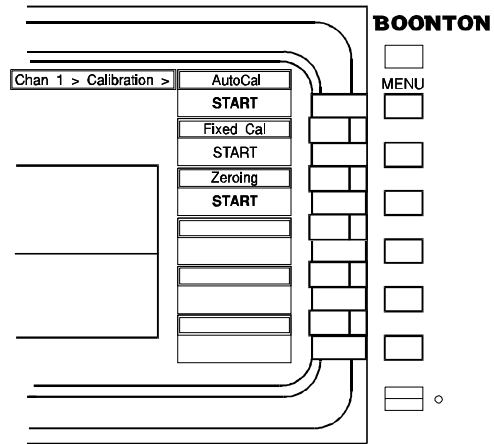 BOONTON
MENU
Chan 1 > Calibration >
AutoCal
START
Fixed Cal
START
Zeroing
START